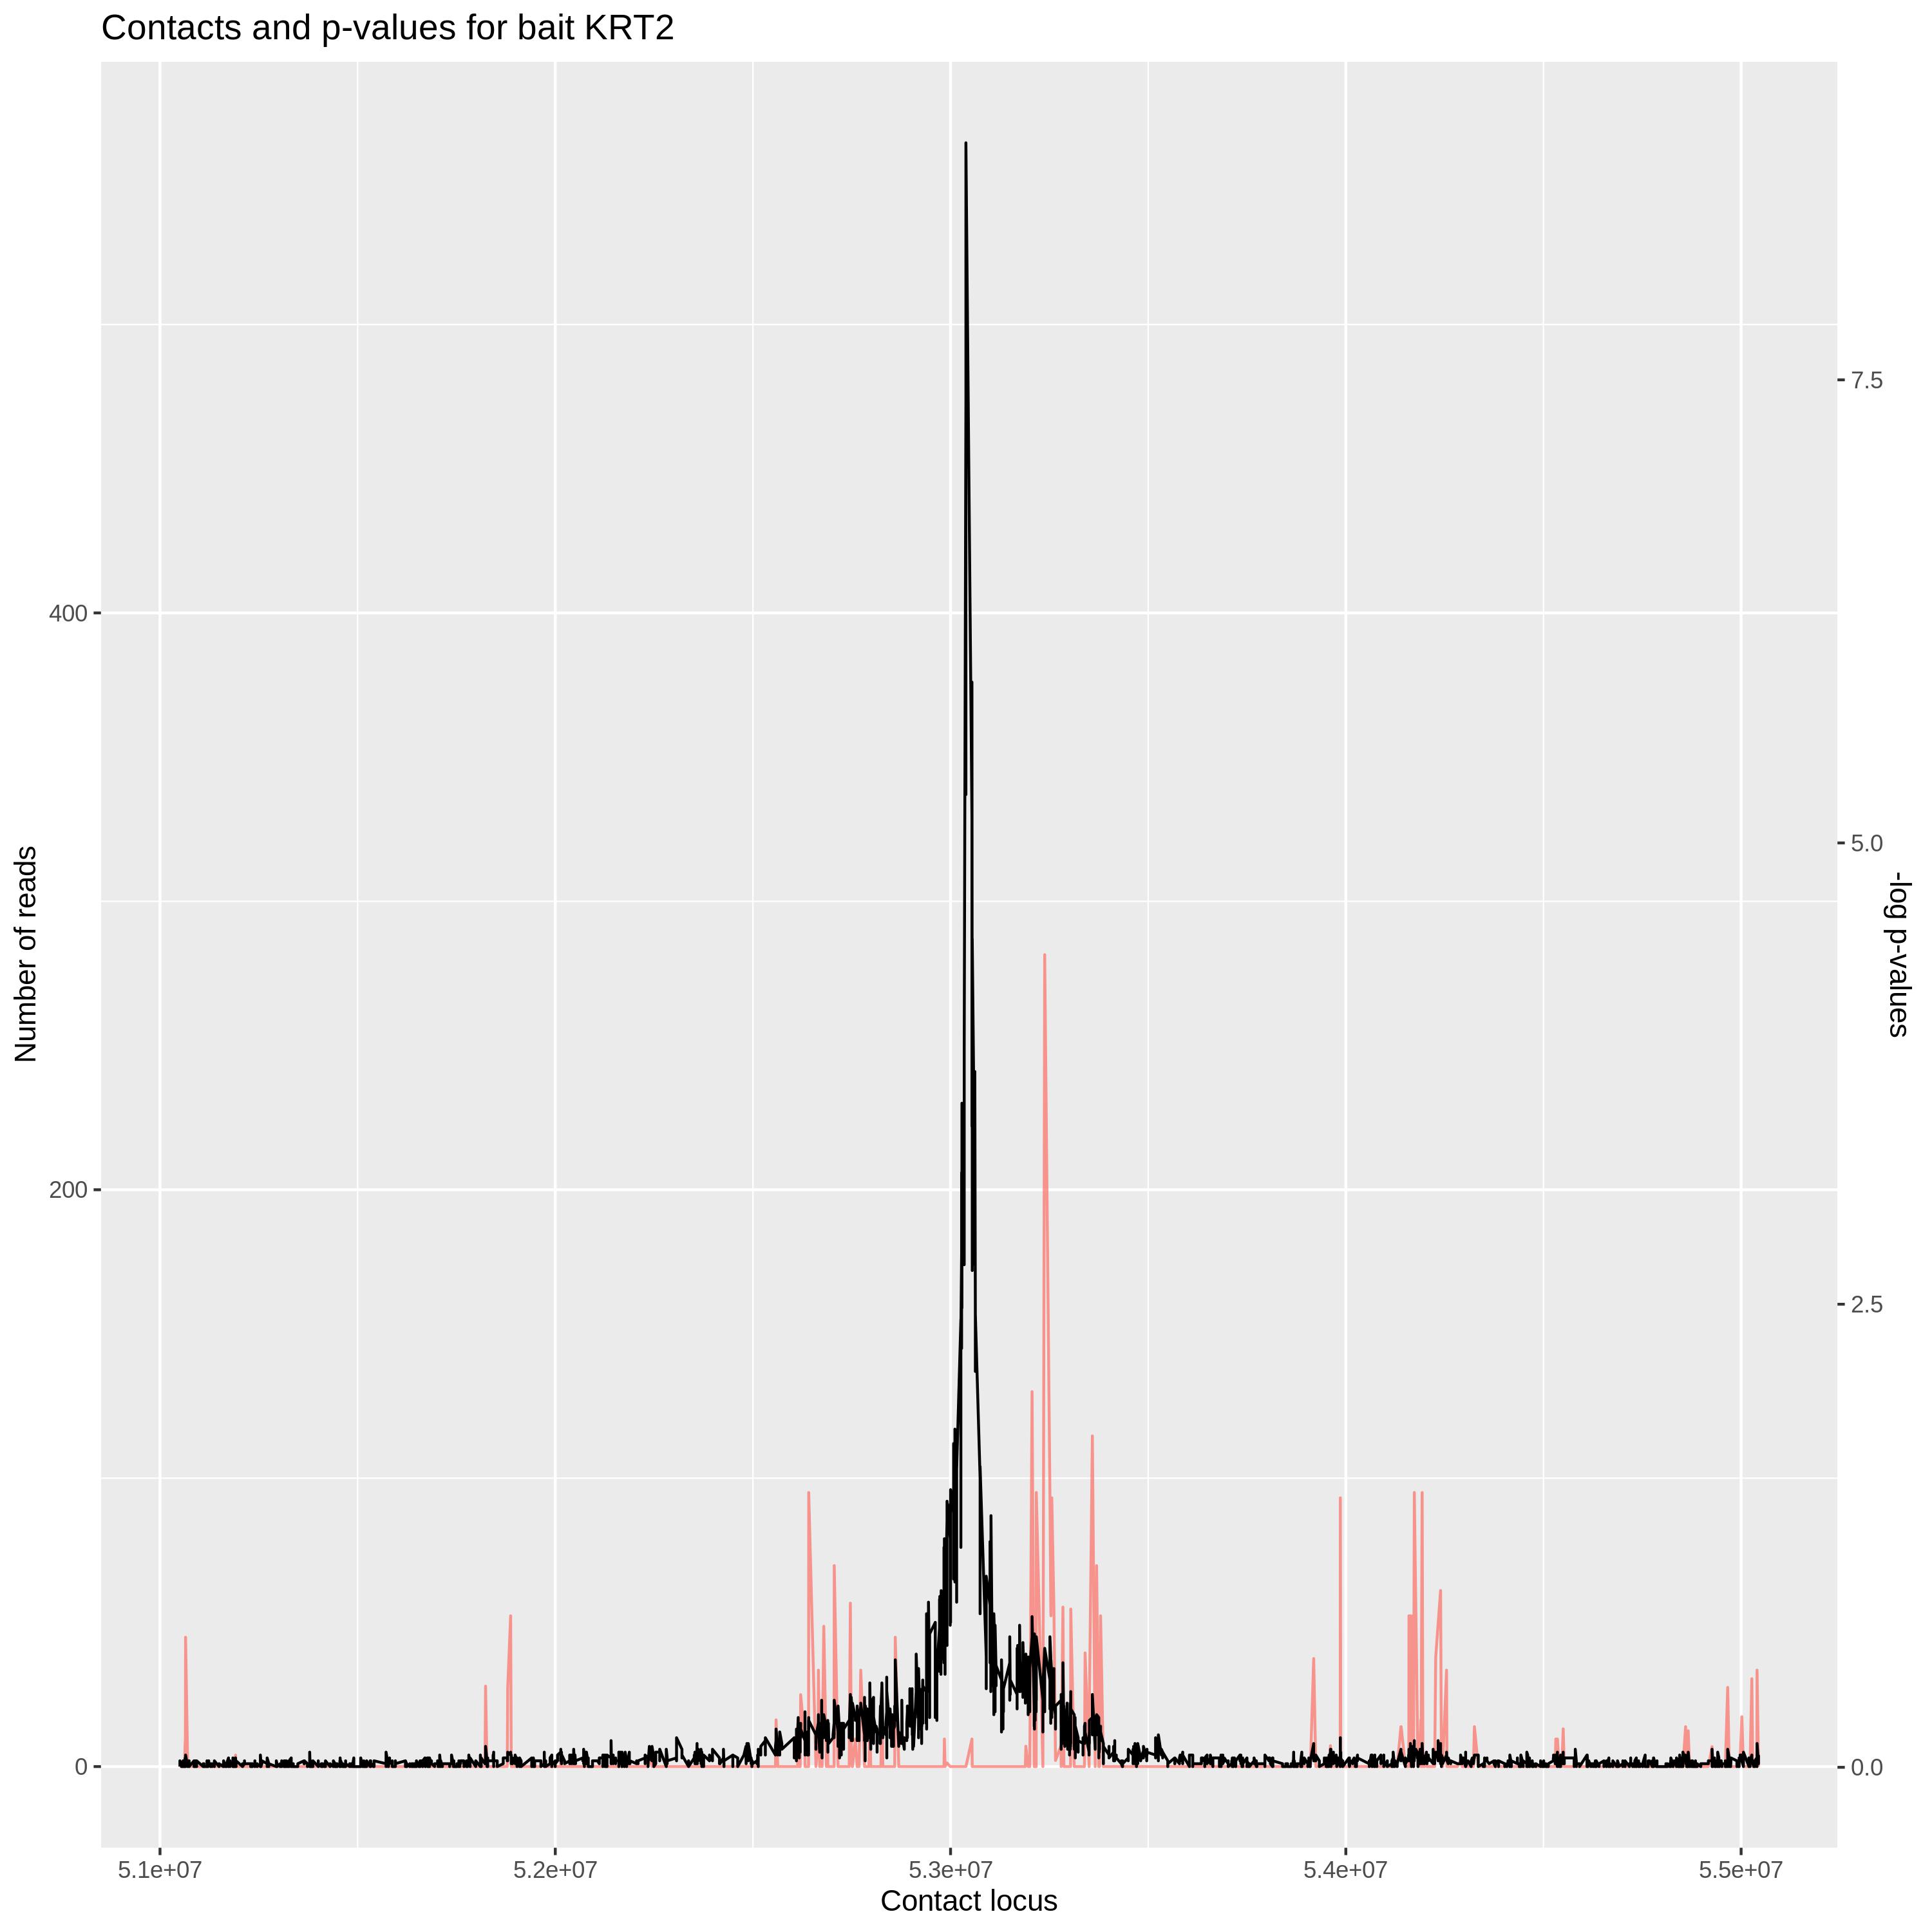 Contacts and p-values for bait KRT2
Number of reads
400
200
0
7.5
5.0
2.5
0.0
-log p-values
5.1e+07
5.2e+07
5.3e+07
5.4e+07
5.5e+07
Contact locus